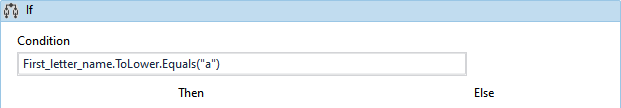 If
Condition
First_letter_name.ToLower.Equals("a")
Then Else